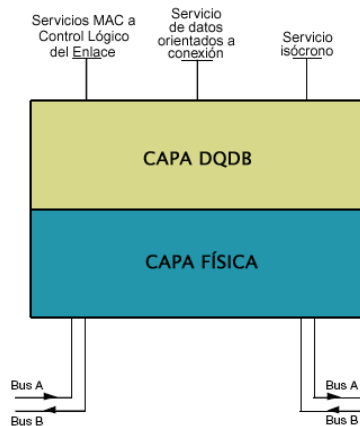 Servicios MAC a
Control Lógico
del Enlace
Servicio
de datos
orientados a
conexión
Servicio
isócrono
CAPA DQDB
CAPA FÍSICA
Bus A
Bus B
Bus A
Bus B